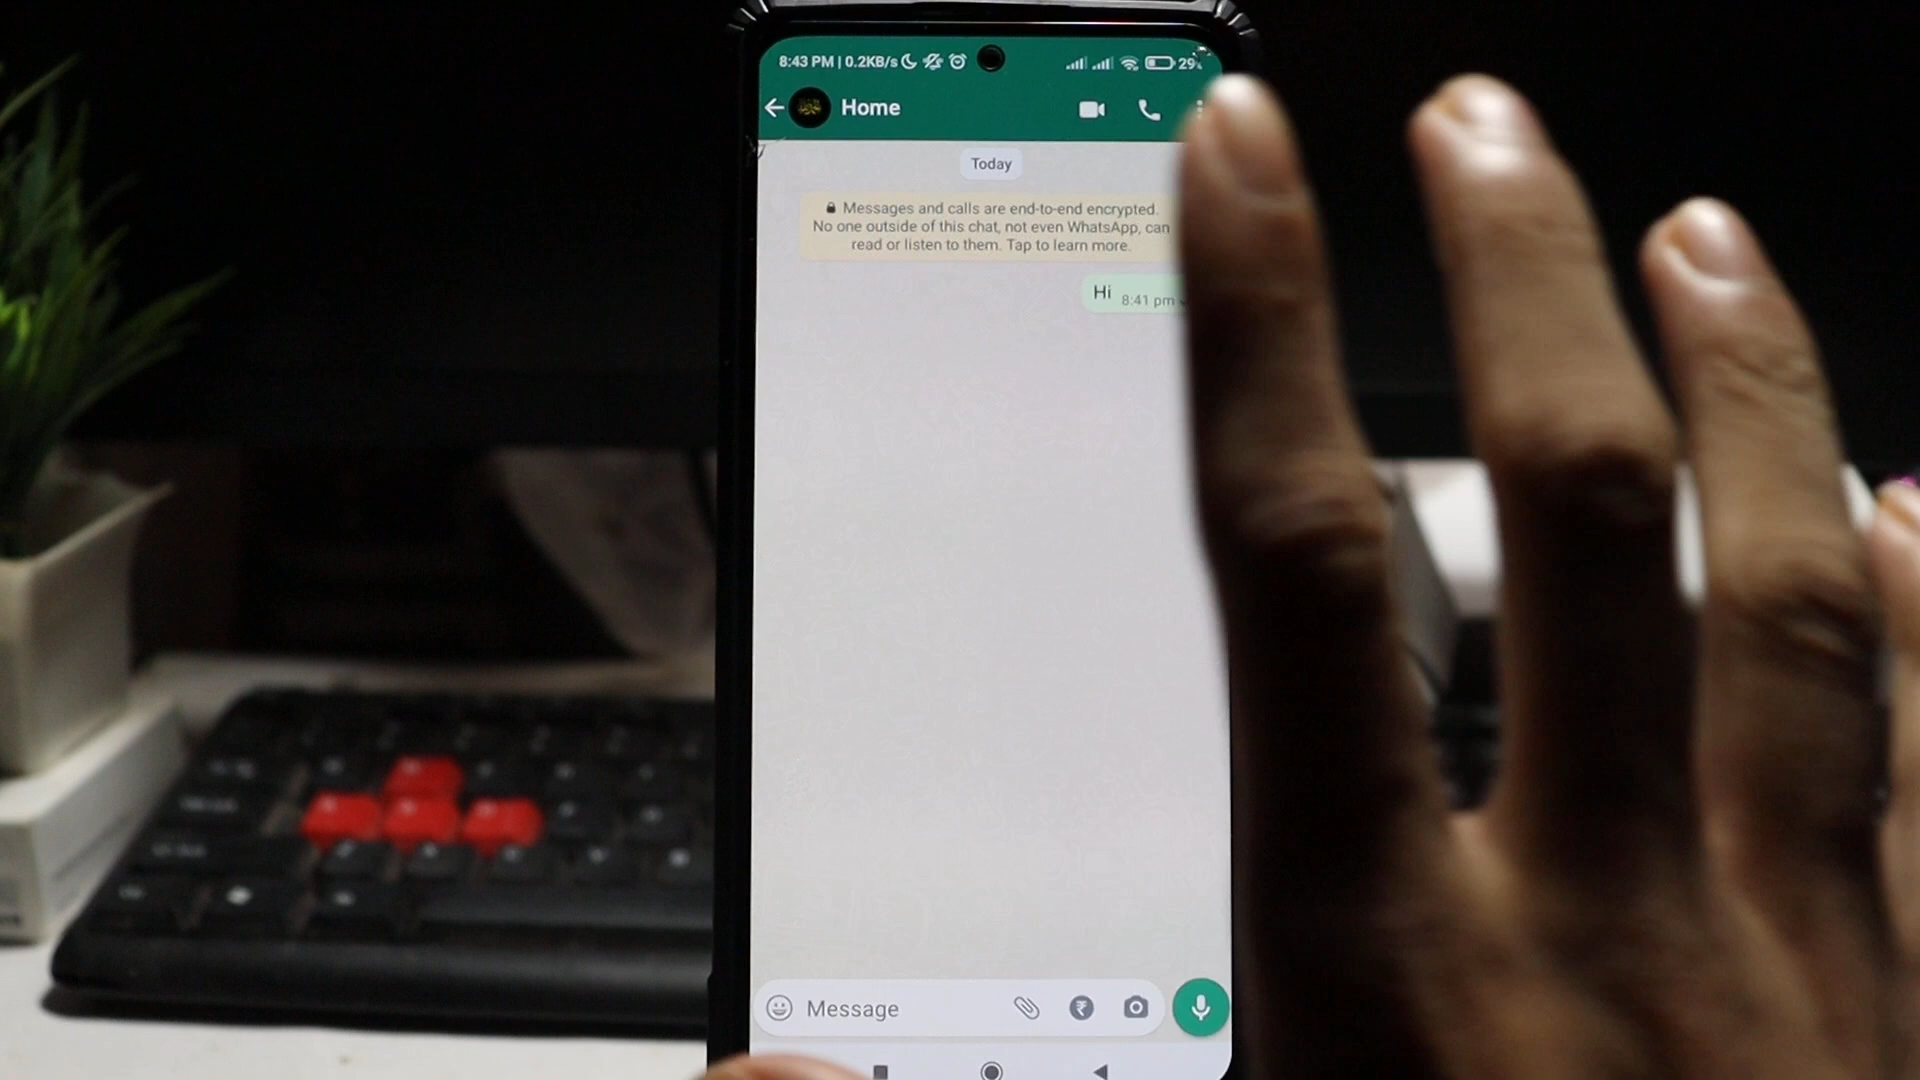 8:43 PM | 0.2KB/s 29%
Home
Today
Messages and calls are end-to-end encrypted.
No one outside of this chat, not even WhatsApp, can
read or listen to them. Tap to learn more.
Hi 8:41 pm
Message